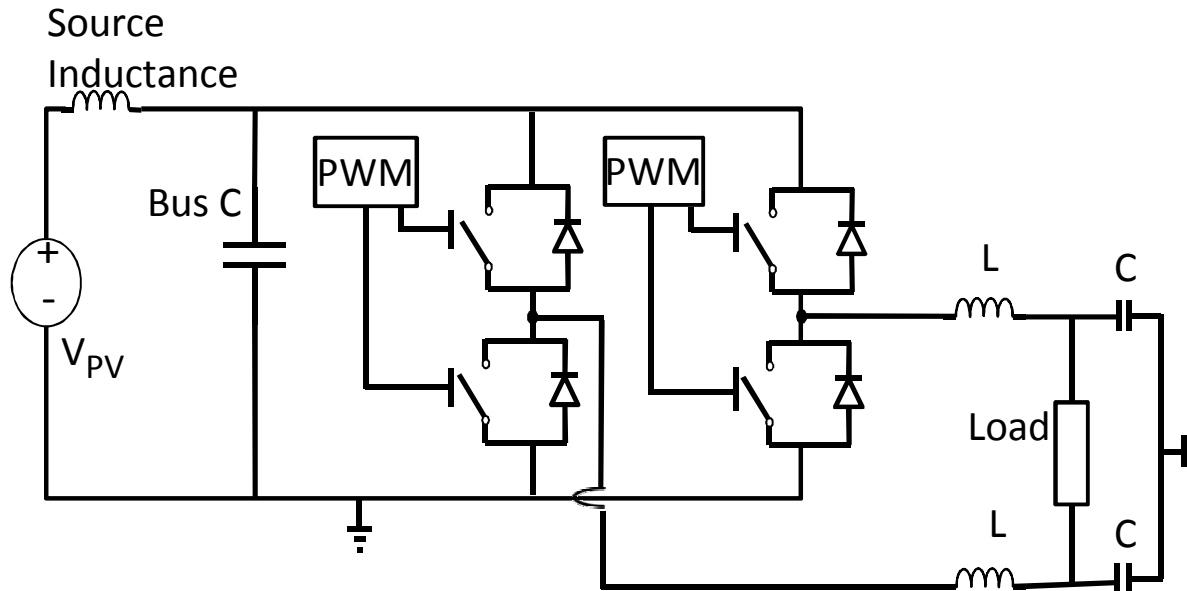 Source
Inductance
PWM
PWM
Bus C
+
-
V_PV
L
C
Load
L
C